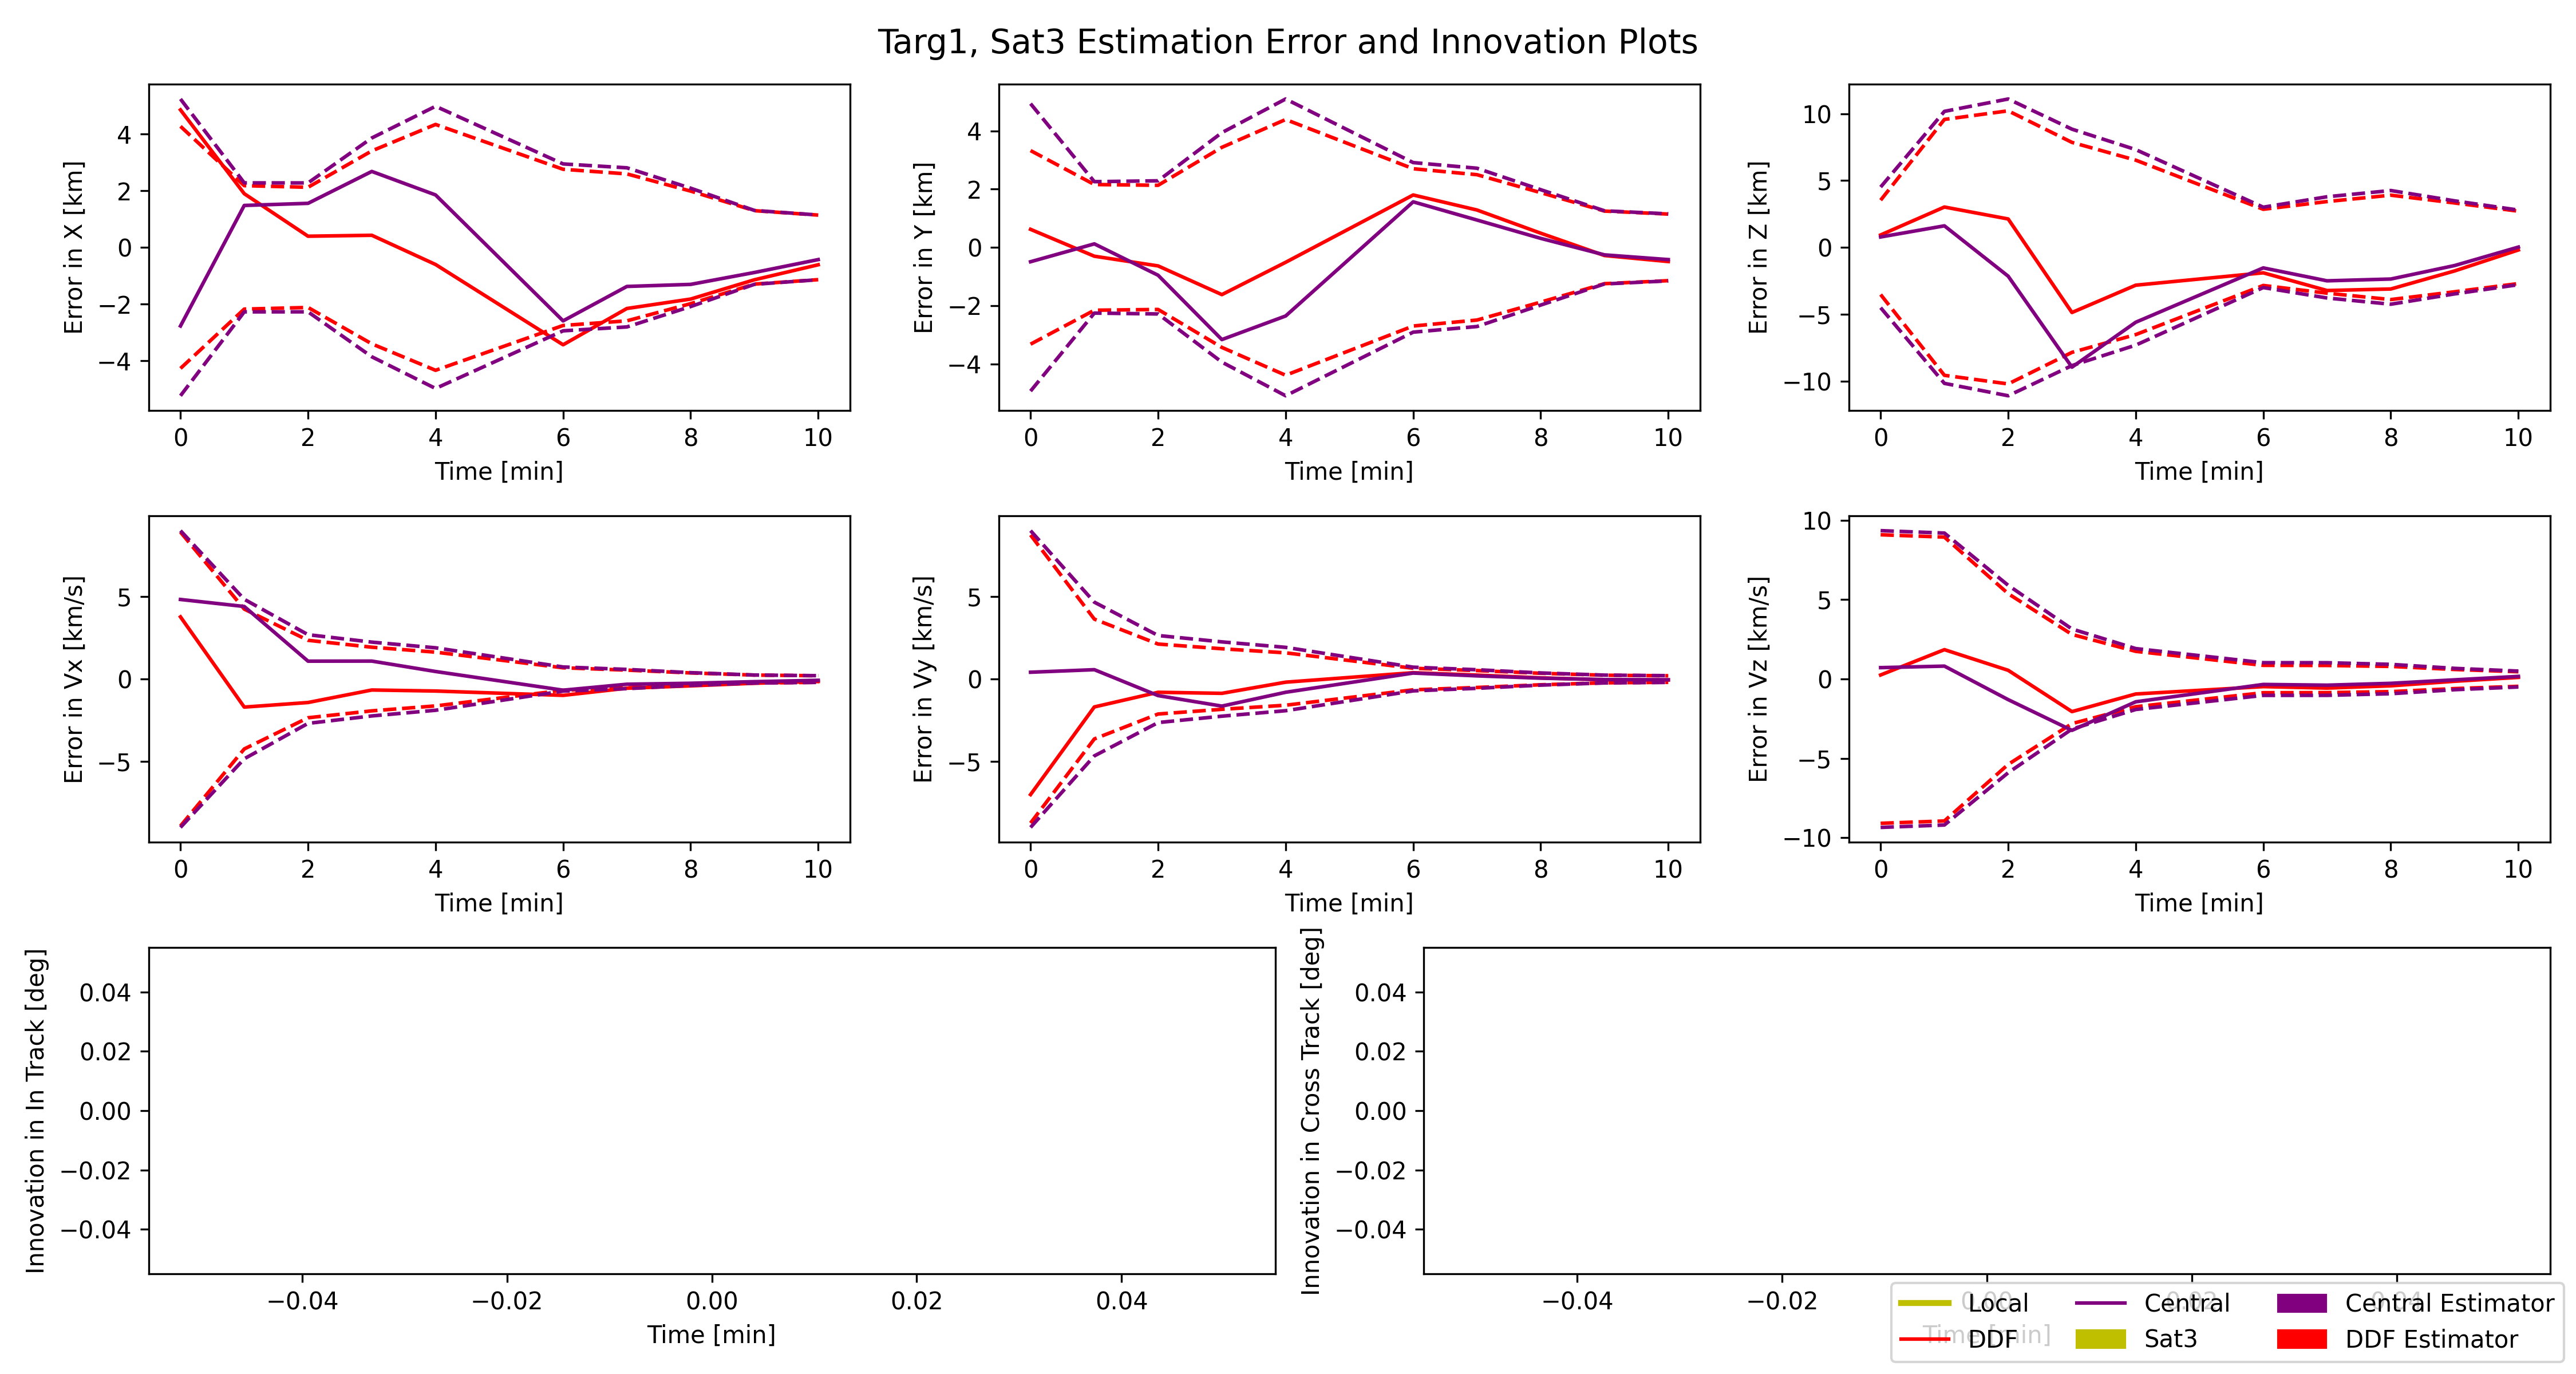 Targ1, Sat3 Estimation Error and Innovation Plots
Error in X [km]
4
2
0
−2
−4
0 2 4 6 8 10
Time [min]
Error in Y [km]
4
2
0
−2
−4
0 2 4 6 8 10
Time [min]
Error in Z [km]
10
5
0
−5
−10
0 2 4 6 8 10
Time [min]
Error in Vx [km/s]
5
0
−5
0 2 4 6 8 10
Time [min]
Error in Vy [km/s]
5
0
−5
0 2 4 6 8 10
Time [min]
Error in Vz [km/s]
10
5
0
−5
−10
0 2 4 6 8 10
Time [min]
Innovation in In Track [deg]
0.04
0.02
0.00
−0.02
−0.04
−0.04 −0.02 0.00 0.02 0.04
Time [min]
Innovation in Cross Track [deg]
0.04
0.02
0.00
−0.02
−0.04
−0.04 −0.02 0.00 0.02 0.04
Time [min]
Local Central Central Estimator
DDF Sat3 DDF Estimator